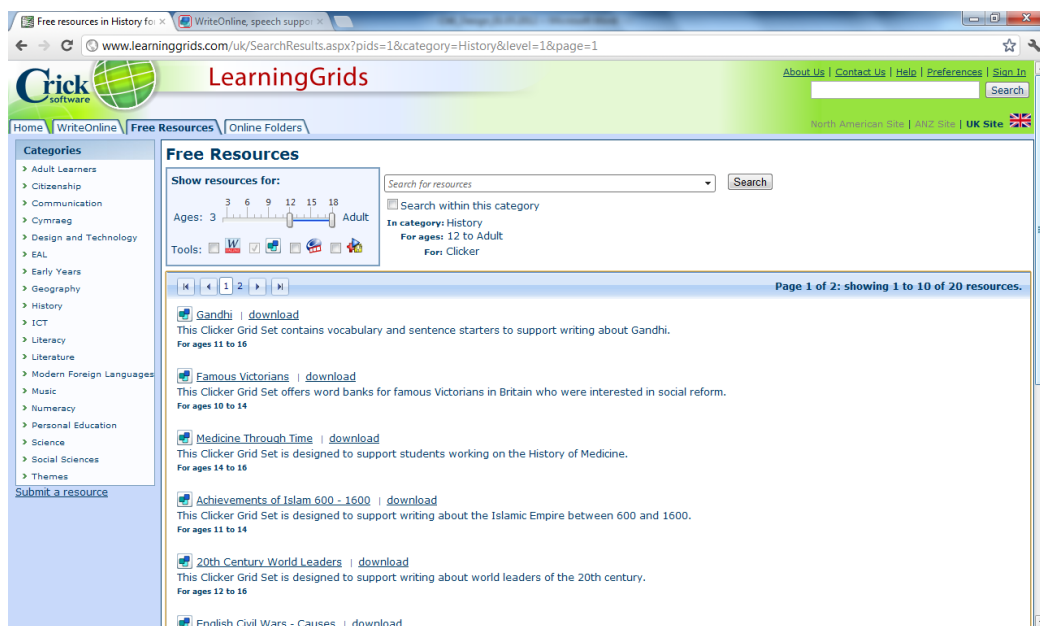 Free resources in History for
WriteOnline, speech suppor
www.learninggrids.com/uk/SearchResults.aspx?pids=1&category=History&level=1&page=1
Crick
software
LearningGrids
About Us | Contact Us | Help | Preferences | Sign In
Search
Home
WriteOnline
Free Resources
Online Folders
North American Site | ANZ Site | UK Site
Categories
Adult Learners
Citizenship
Communication
Cymraeg
Design and Technology
EAL
Early Years
Geography
History
ICT
Literacy
Literature
Modern Foreign Languages
Music
Numeracy
Personal Education
Science
Social Sciences
Themes
Submit a resource
Free Resources
Show resources for:
3 6 9 12 15 18
Ages: 3 Adult
Tools:
Search for resources
Search
Search within this category
In category: History
For ages: 12 to Adult
For: Clicker
1 2
Page 1 of 2: showing 1 to 10 of 20 resources.
Gandhi | download
This Clicker Grid Set contains vocabulary and sentence starters to support writing about Gandhi.
For ages 11 to 16
Famous Victorians | download
This Clicker Grid Set offers word banks for famous Victorians in Britain who were interested in social reform.
For ages 10 to 14
Medicine Through Time | download
This Clicker Grid Set is designed to support students working on the History of Medicine.
For ages 14 to 16
Achievements of Islam 600 - 1600 | download
This Clicker Grid Set is designed to support writing about the Islamic Empire between 600 and 1600.
For ages 11 to 14
20th Century World Leaders | download
This Clicker Grid Set is designed to support writing about world leaders of the 20th century.
For ages 12 to 16
English Civil Wars - Causes | download